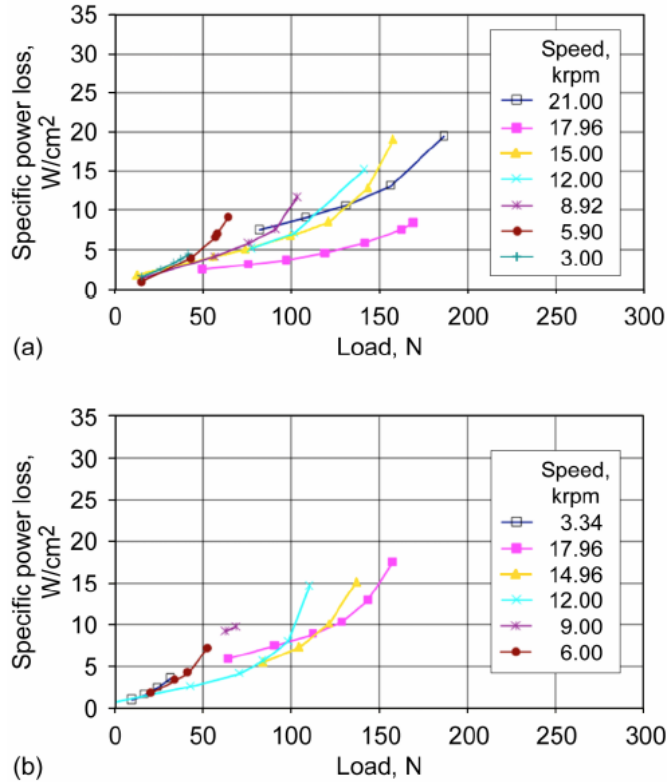 35
30
25
20
15
10
5
0
Specific power loss,
W/cm2
Speed,
krpm
21.00
17.96
15.00
12.00
8.92
5.90
3.00
0 50 100 150 200 250 300
(a)
Load, N
35
30
25
20
15
10
5
0
Specific power loss,
W/cm2
Speed,
krpm
3.34
17.96
14.96
12.00
9.00
6.00
0 50 100 150 200 250 300
(b)
Load, N